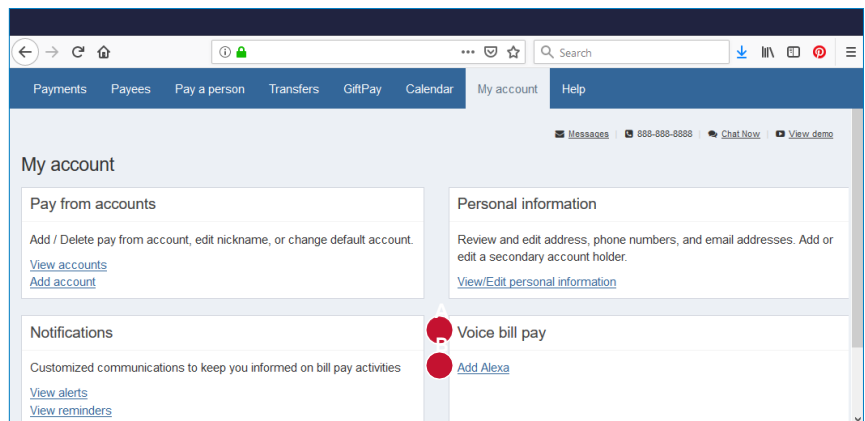 Search
Payments Payees Pay a person Transfers GiftPay Calendar My account Help
Messages 888-888-8888 Chat Now View demo
My account
Pay from accounts
Add / Delete pay from account, edit nickname, or change default account.
View accounts
Add account
Personal information
Review and edit address, phone numbers, and email addresses. Add or
edit a secondary account holder.
View/Edit personal information
Notifications
Customized communications to keep you informed on bill pay activities
View alerts
View reminders
A
Voice bill pay
B
Add Alexa